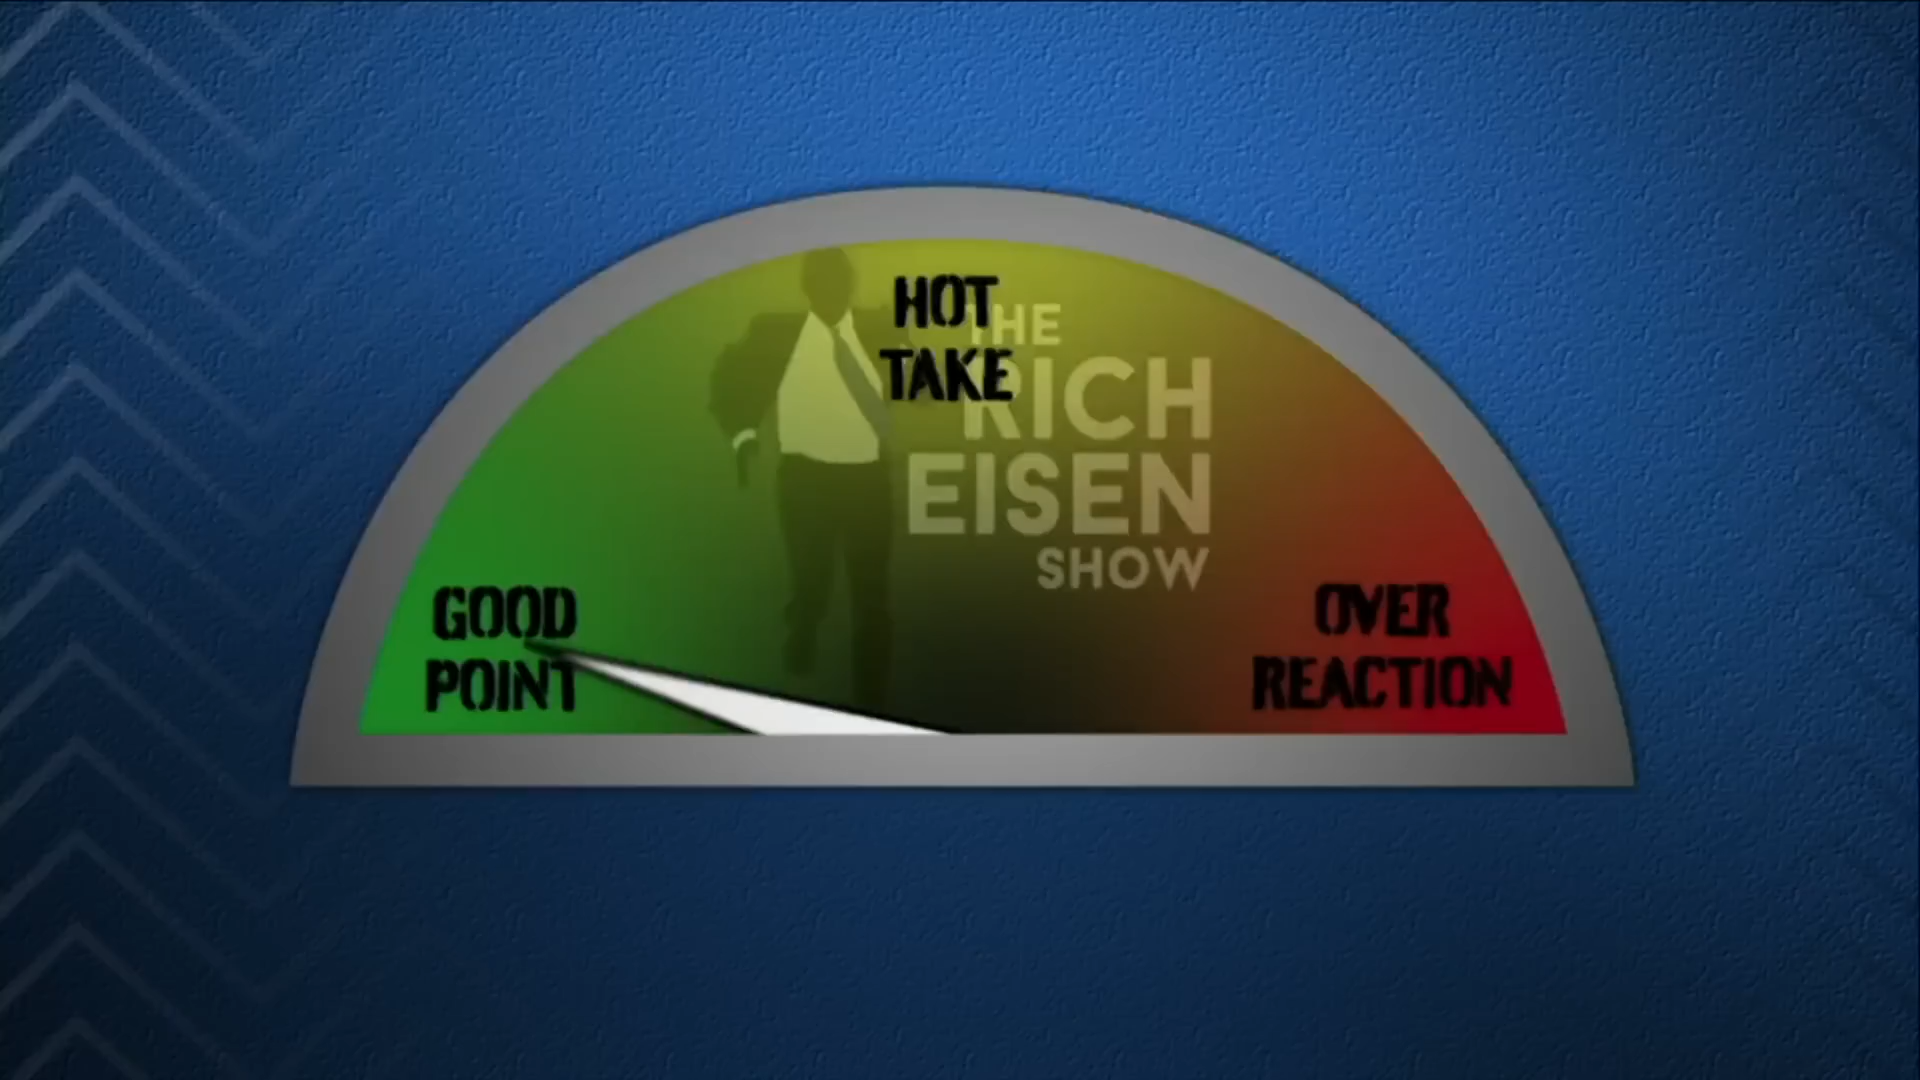 HOT
TAKE
THE
RICH
EISEN
SHOW
GOOD
POINT
OVER
REACTION